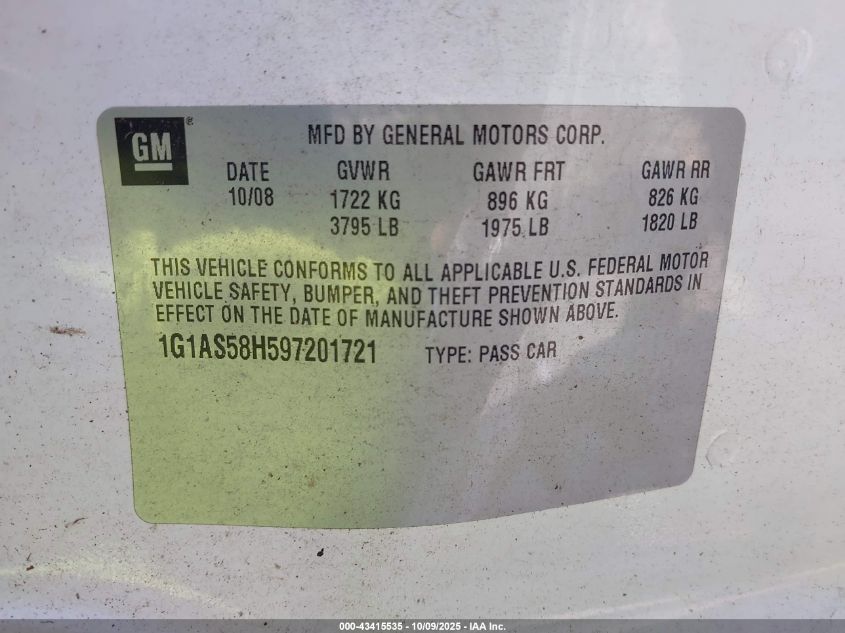 GM®
MFD BY GENERAL MOTORS CORP.
DATE GVWR GAWR FRT GAWR RR
10/08 1722 KG 896 KG 826 KG
3795 LB 1975 LB 1820 LB
THIS VEHICLE CONFORMS TO ALL APPLICABLE U.S. FEDERAL MOTOR
VEHICLE SAFETY, BUMPER, AND THEFT PREVENTION STANDARDS IN
EFFECT ON THE DATE OF MANUFACTURE SHOWN ABOVE.
1G1AS58H597201721 TYPE: PASS CAR
000-43415535 - 10/09/2025 - IAA Inc.